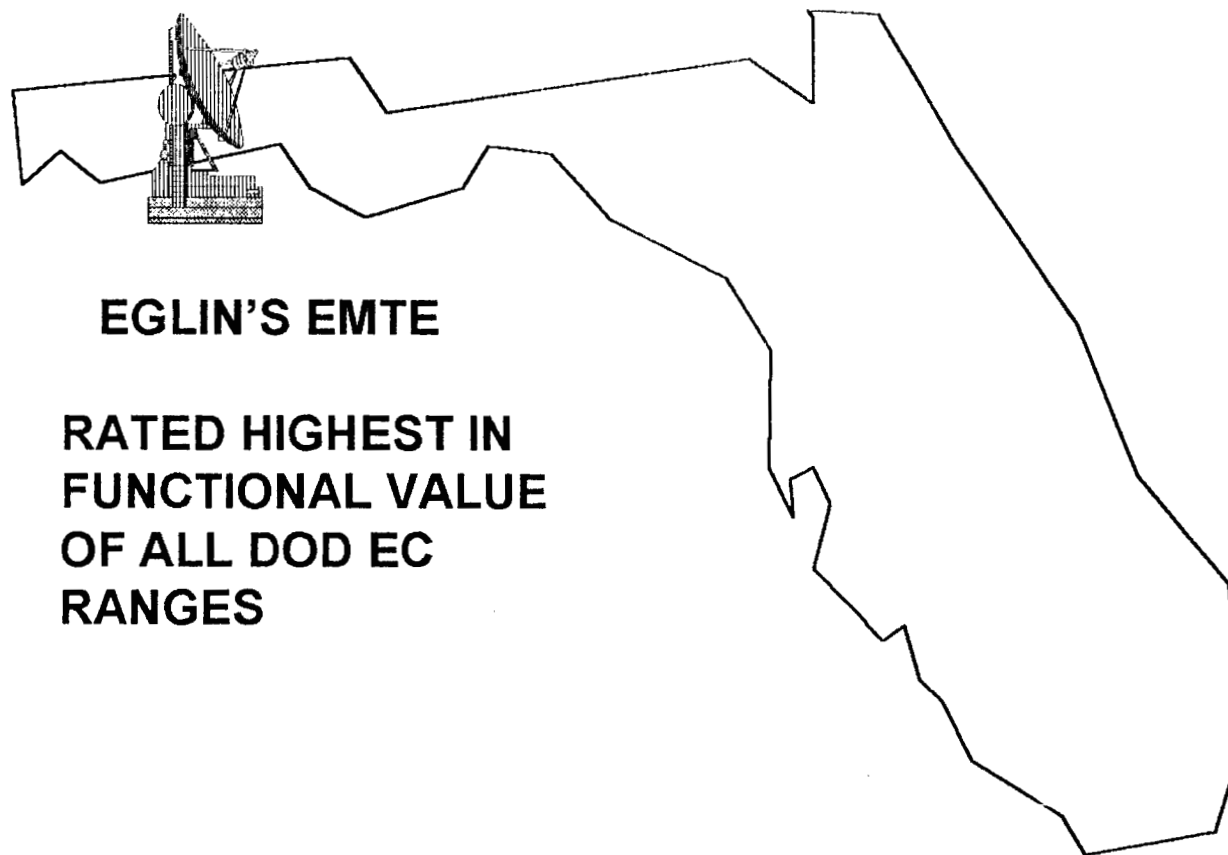 EGLIN'S EMTE
RATED HIGHEST IN
FUNCTIONAL VALUE
OF ALL DOD EC
RANGES